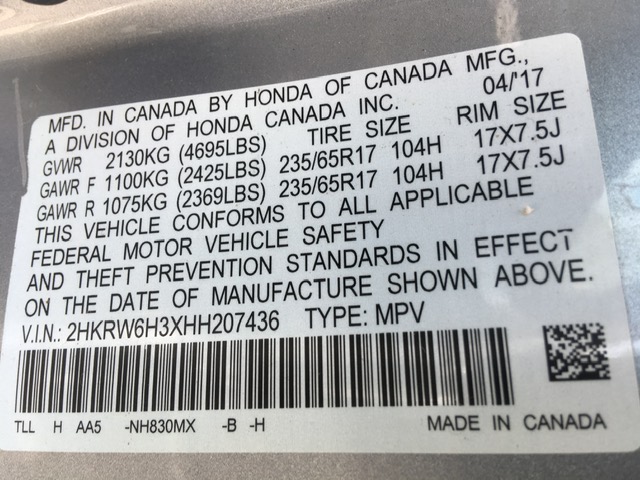 MFD. IN CANADA BY HONDA OF CANADA MFG.,
A DIVISION OF HONDA CANADA INC. 04/'17
GVWR 2130KG (4695LBS) TIRE SIZE RIM SIZE
GAWR F 1100KG (2425LBS) 235/65R17 104H 17X7.5J
GAWR R 1075KG (2369LBS) 235/65R17 104H 17X7.5J
THIS VEHICLE CONFORMS TO ALL APPLICABLE
FEDERAL MOTOR VEHICLE SAFETY
AND THEFT PREVENTION STANDARDS IN EFFECT
ON THE DATE OF MANUFACTURE SHOWN ABOVE.
V.I.N.: 2HKRW6H3XHH207436 TYPE: MPV
TLL H AA5 -NH830MX -B -H MADE IN CANADA